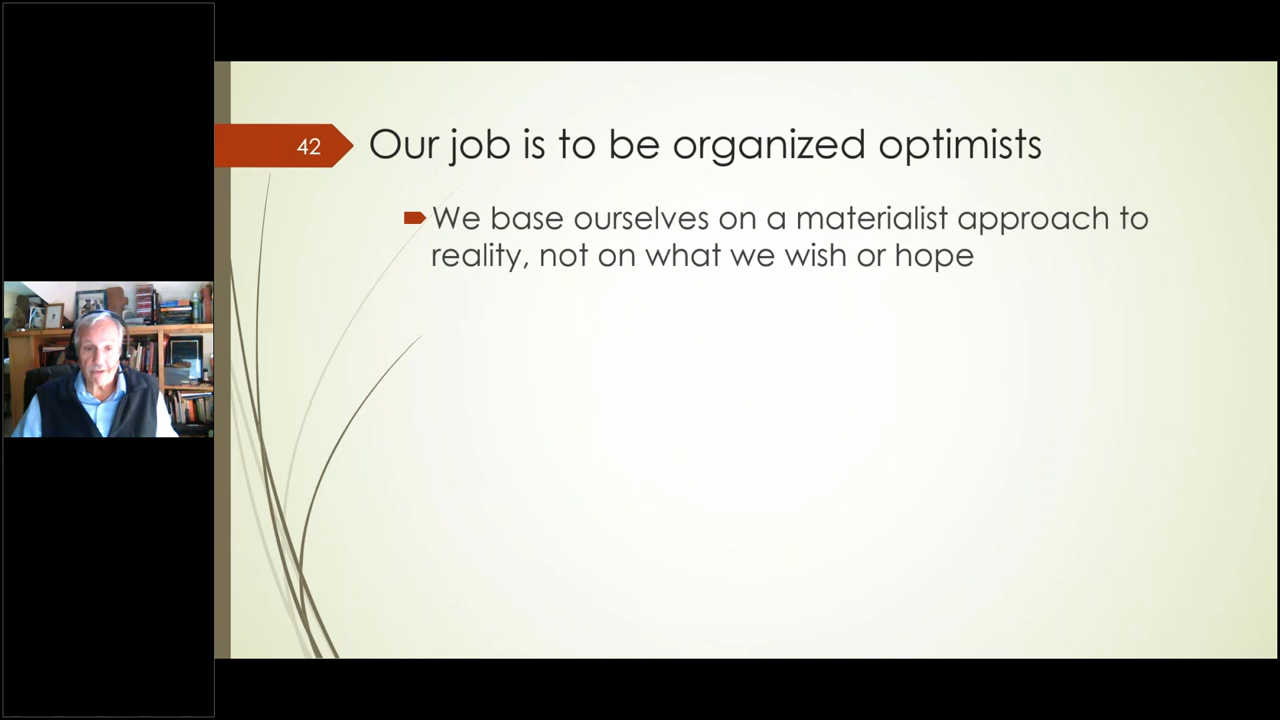 42
Our job is to be organized optimists
We base ourselves on a materialist approach to
reality, not on what we wish or hope